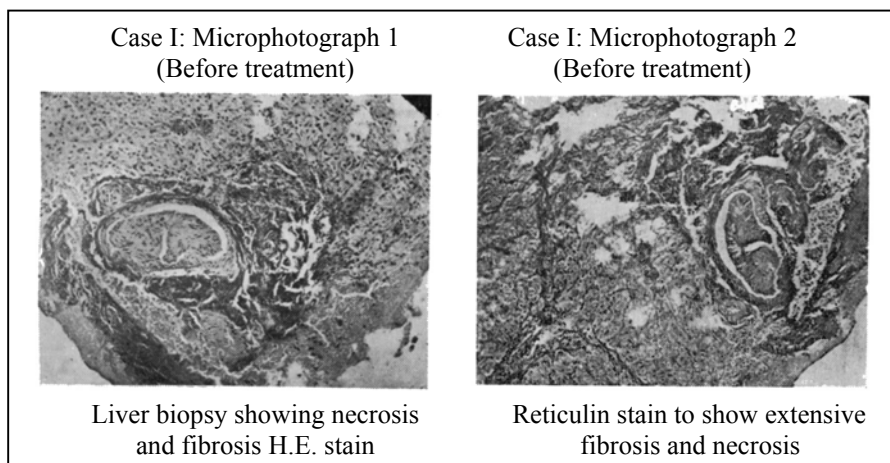 Case I: Microphotograph 1
(Before treatment)
Case I: Microphotograph 2
(Before treatment)
Liver biopsy showing necrosis
and fibrosis H.E. stain
Reticulin stain to show extensive
fibrosis and necrosis